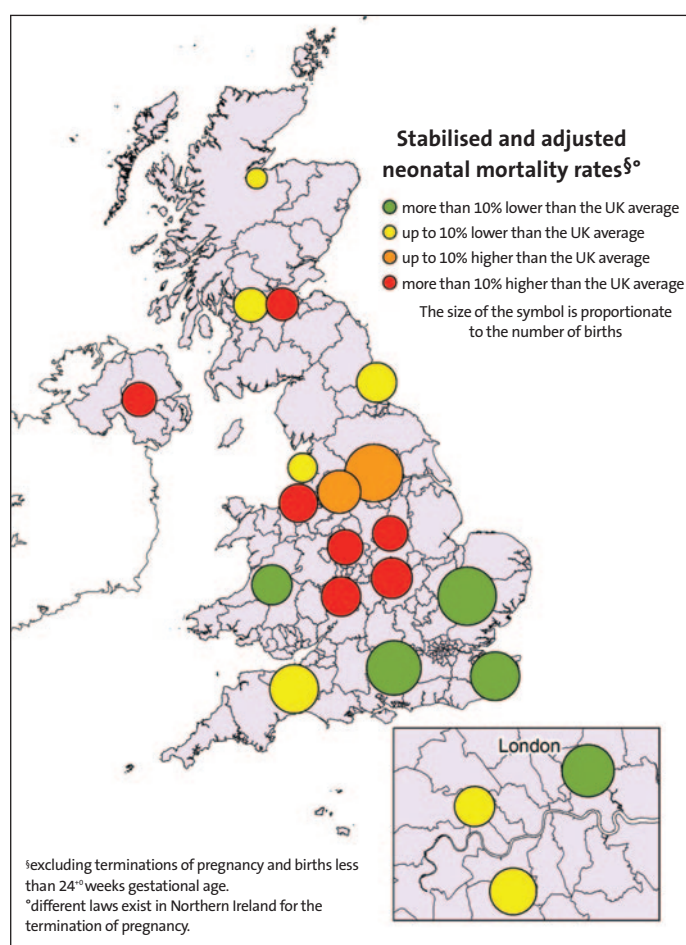 Stabilised and adjusted
neonatal mortality rates§°
more than 10% lower than the UK average
up to 10% lower than the UK average
up to 10% higher than the UK average
more than 10% higher than the UK average
The size of the symbol is proportionate
to the number of births
London
§excluding terminations of pregnancy and births less
than 24⁺⁰ weeks gestational age.
°different laws exist in Northern Ireland for the
termination of pregnancy.